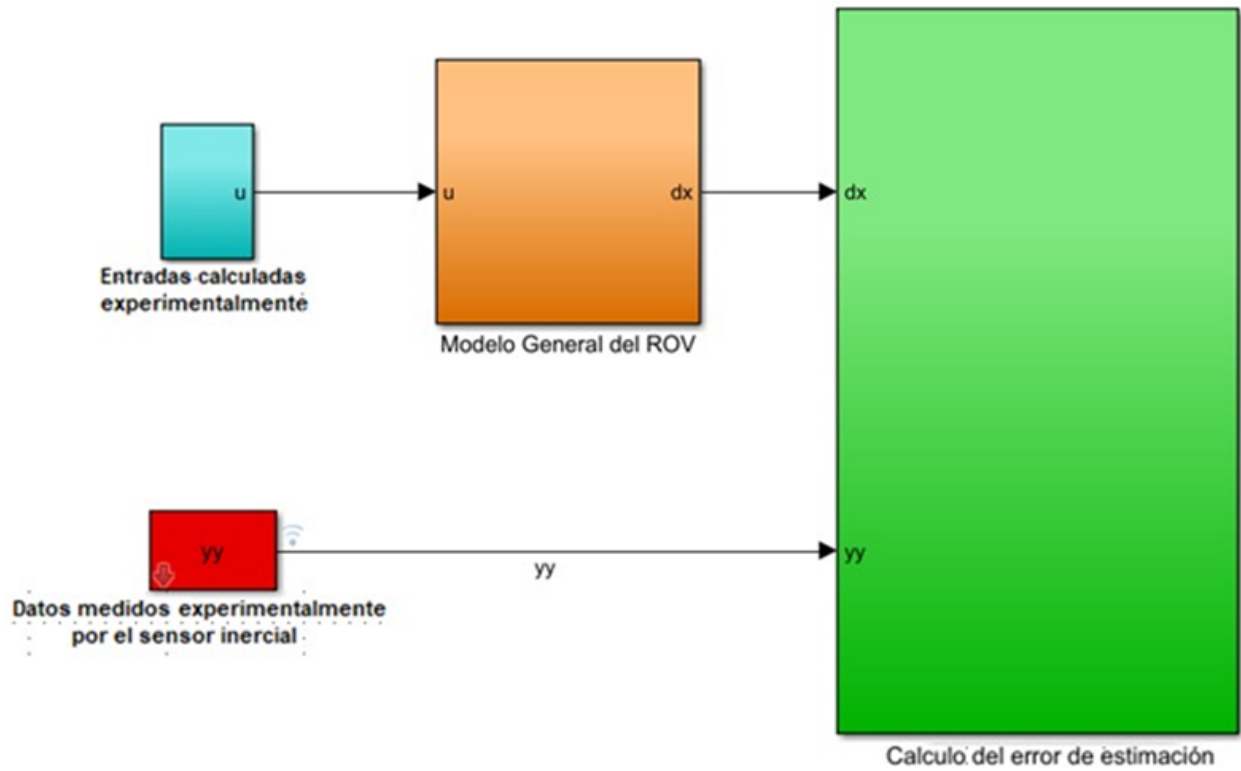 u
u
dx
dx
Entradas calculadas
experimentalmente
Modelo General del ROV
yy
yy
yy
Datos medidos experimentalmente
por el sensor inercial
Calculo del error de estimación